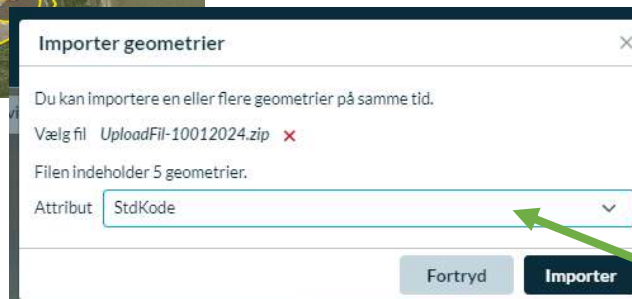 Importer geometrier
Du kan importere en eller flere geometrier på samme tid.
Vælg fil UploadFil-10012024.zip
Filen indeholder 5 geometrier.
Attribut StdKode
Fortryd Importer